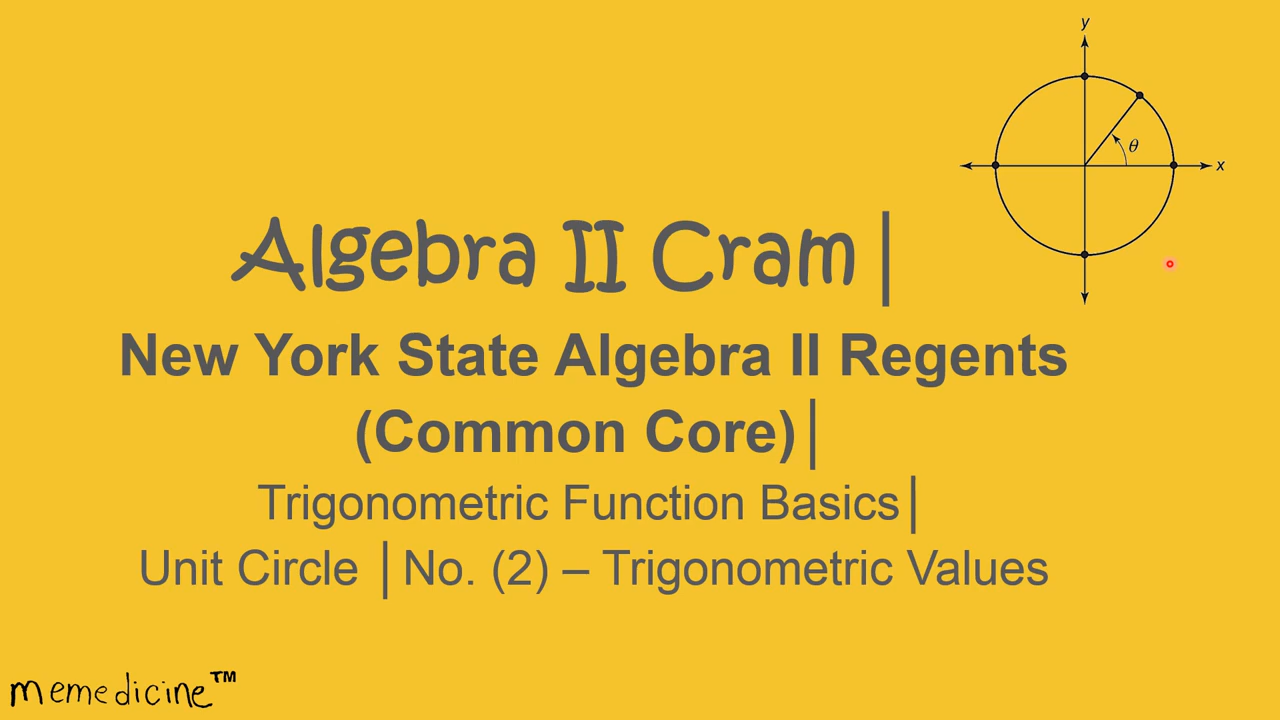 y
θ
x
Algebra II Cram|
New York State Algebra II Regents
(Common Core)|
Trigonometric Function Basics|
Unit Circle |No. (2) – Trigonometric Values
memedicine™